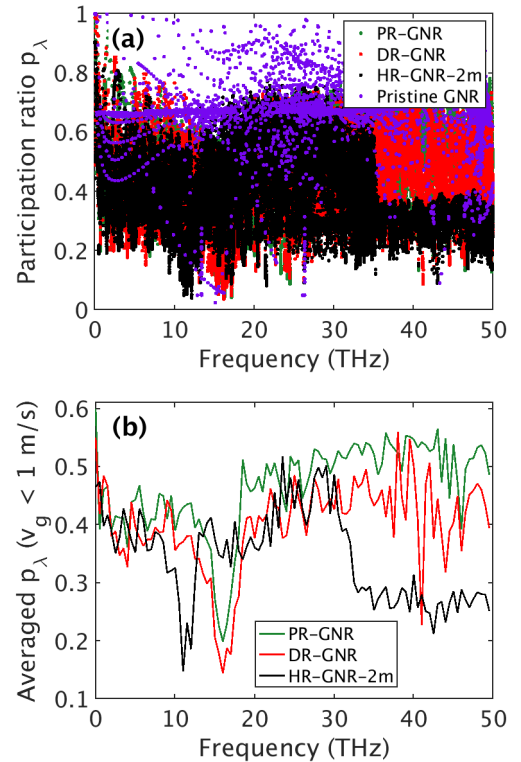 (a)
Participation ratio p_λ
1
0.8
0.6
0.4
0.2
0
PR-GNR
DR-GNR
HR-GNR-2m
Pristine GNR
0 10 20 30 40 50
Frequency (THz)
(b)
Averaged p_λ (v_g < 1 m/s)
0.6
0.5
0.4
0.3
0.2
0.1
PR-GNR
DR-GNR
HR-GNR-2m
0 10 20 30 40 50
Frequency (THz)